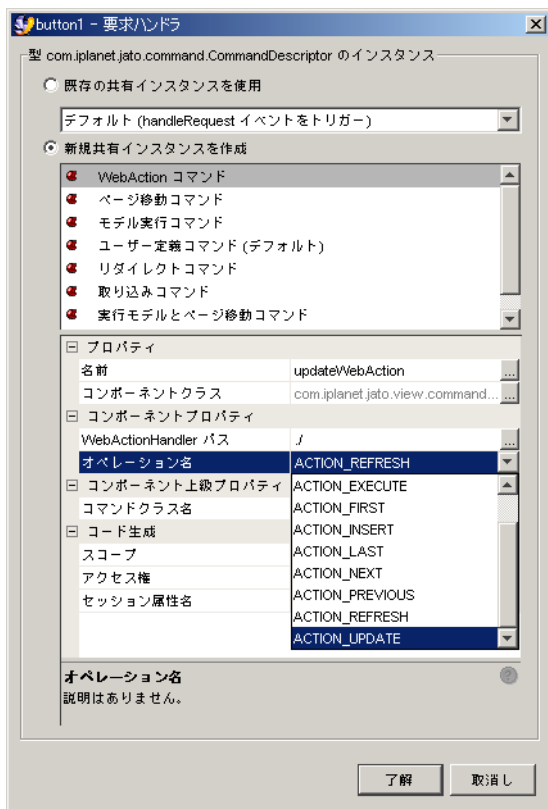 button1 - 要求ハンドラ
型 com.iplanet.jato.command.CommandDescriptor のインスタンス
既存の共有インスタンスを使用
デフォルト (handleRequest イベントをトリガー)
新規共有インスタンスを作成
WebAction コマンド
ページ移動コマンド
モデル実行コマンド
ユーザー定義コマンド (デフォルト)
リダイレクトコマンド
取り込みコマンド
実行モデルとページ移動コマンド
プロパティ
名前 updateWebAction ...
コンポーネントクラス com.iplanet.jato.view.command... ...
コンポーネントプロパティ
WebActionHandler パス ./ ...
オペレーション名 ACTION_REFRESH
コンポーネント上級プロパティ ACTION_EXECUTE
コマンドクラス名 ACTION_FIRST
コード生成 ACTION_INSERT
スコープ ACTION_LAST
アクセス権 ACTION_NEXT
セッション属性名 ACTION_PREVIOUS
ACTION_REFRESH
ACTION_UPDATE
オペレーション名
説明はありません。
了解 取消し